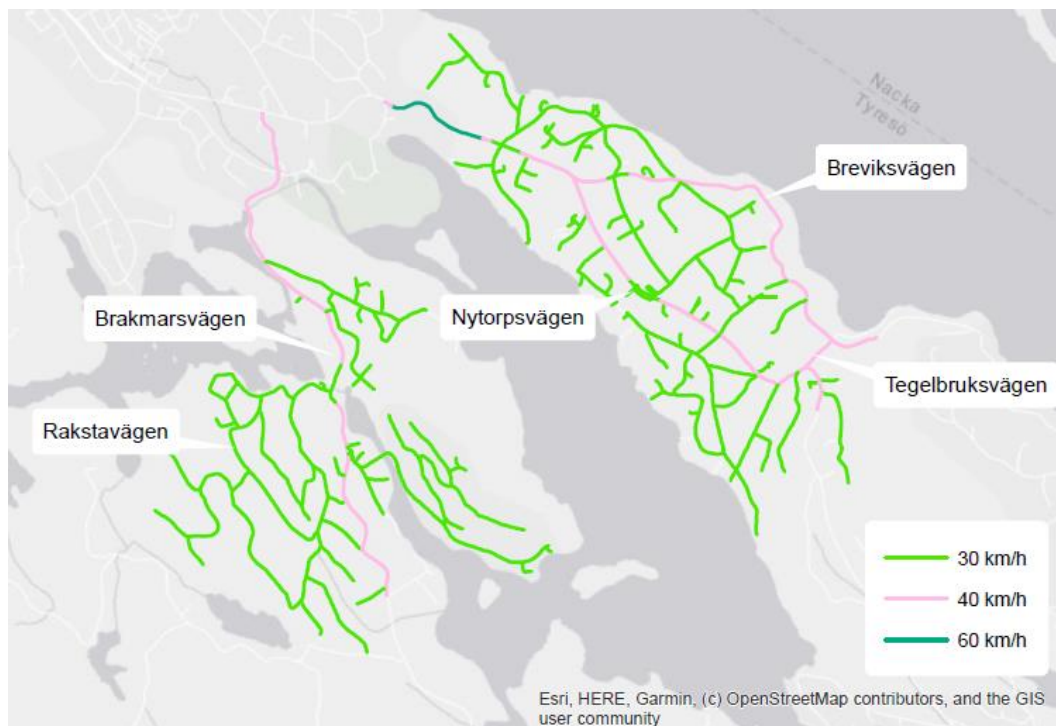 Nacka
Tyresö
Breviksvägen
Brakmarsvägen
Nytorpsvägen
Tegelbruksvägen
Rakstavägen
30 km/h
40 km/h
60 km/h
Esri, HERE, Garmin, (c) OpenStreetMap contributors, and the GIS
user community